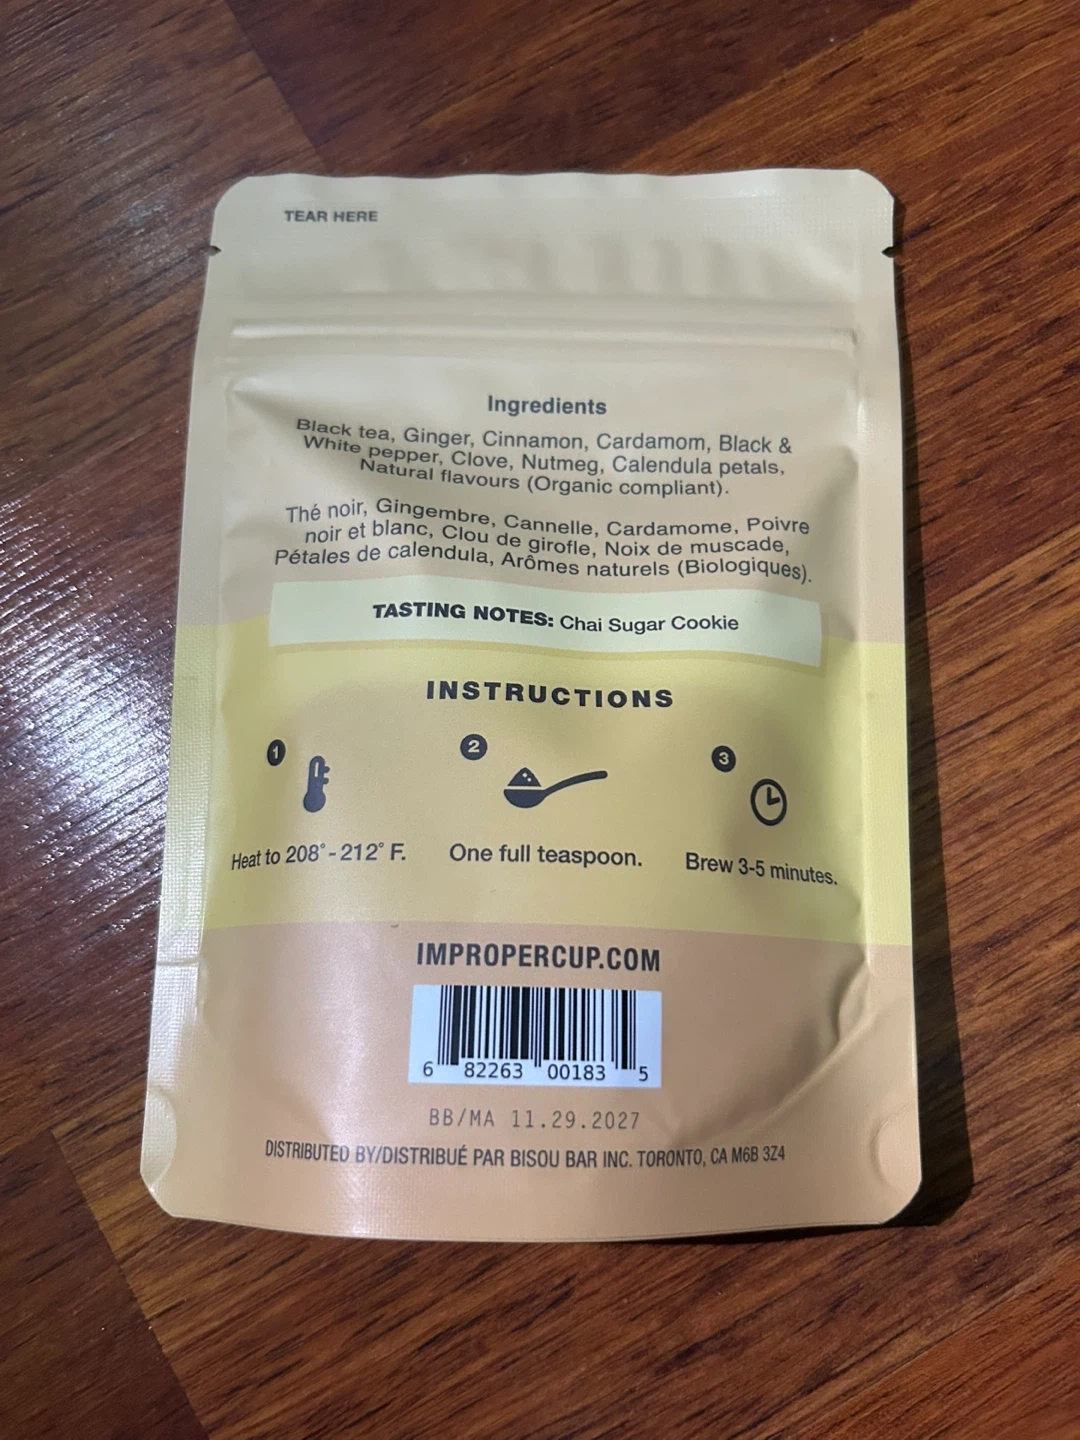 TEAR HERE
Ingredients
Black tea, Ginger, Cinnamon, Cardamom, Black &
White pepper, Clove, Nutmeg, Calendula petals,
Natural flavours (Organic compliant).
Thé noir, Gingembre, Cannelle, Cardamome, Poivre
noir et blanc, Clou de girofle, Noix de muscade,
Pétales de calendula, Arômes naturels (Biologiques).
TASTING NOTES: Chai Sugar Cookie
INSTRUCTIONS
1
2
3
Heat to 208°-212° F.
One full teaspoon.
Brew 3-5 minutes.
IMPROPERCUP.COM
6 82263 00183 5
BB/MA 11.29.2027
DISTRIBUTED BY/DISTRIBUÉ PAR BISOU BAR INC. TORONTO, CA M6B 3Z4